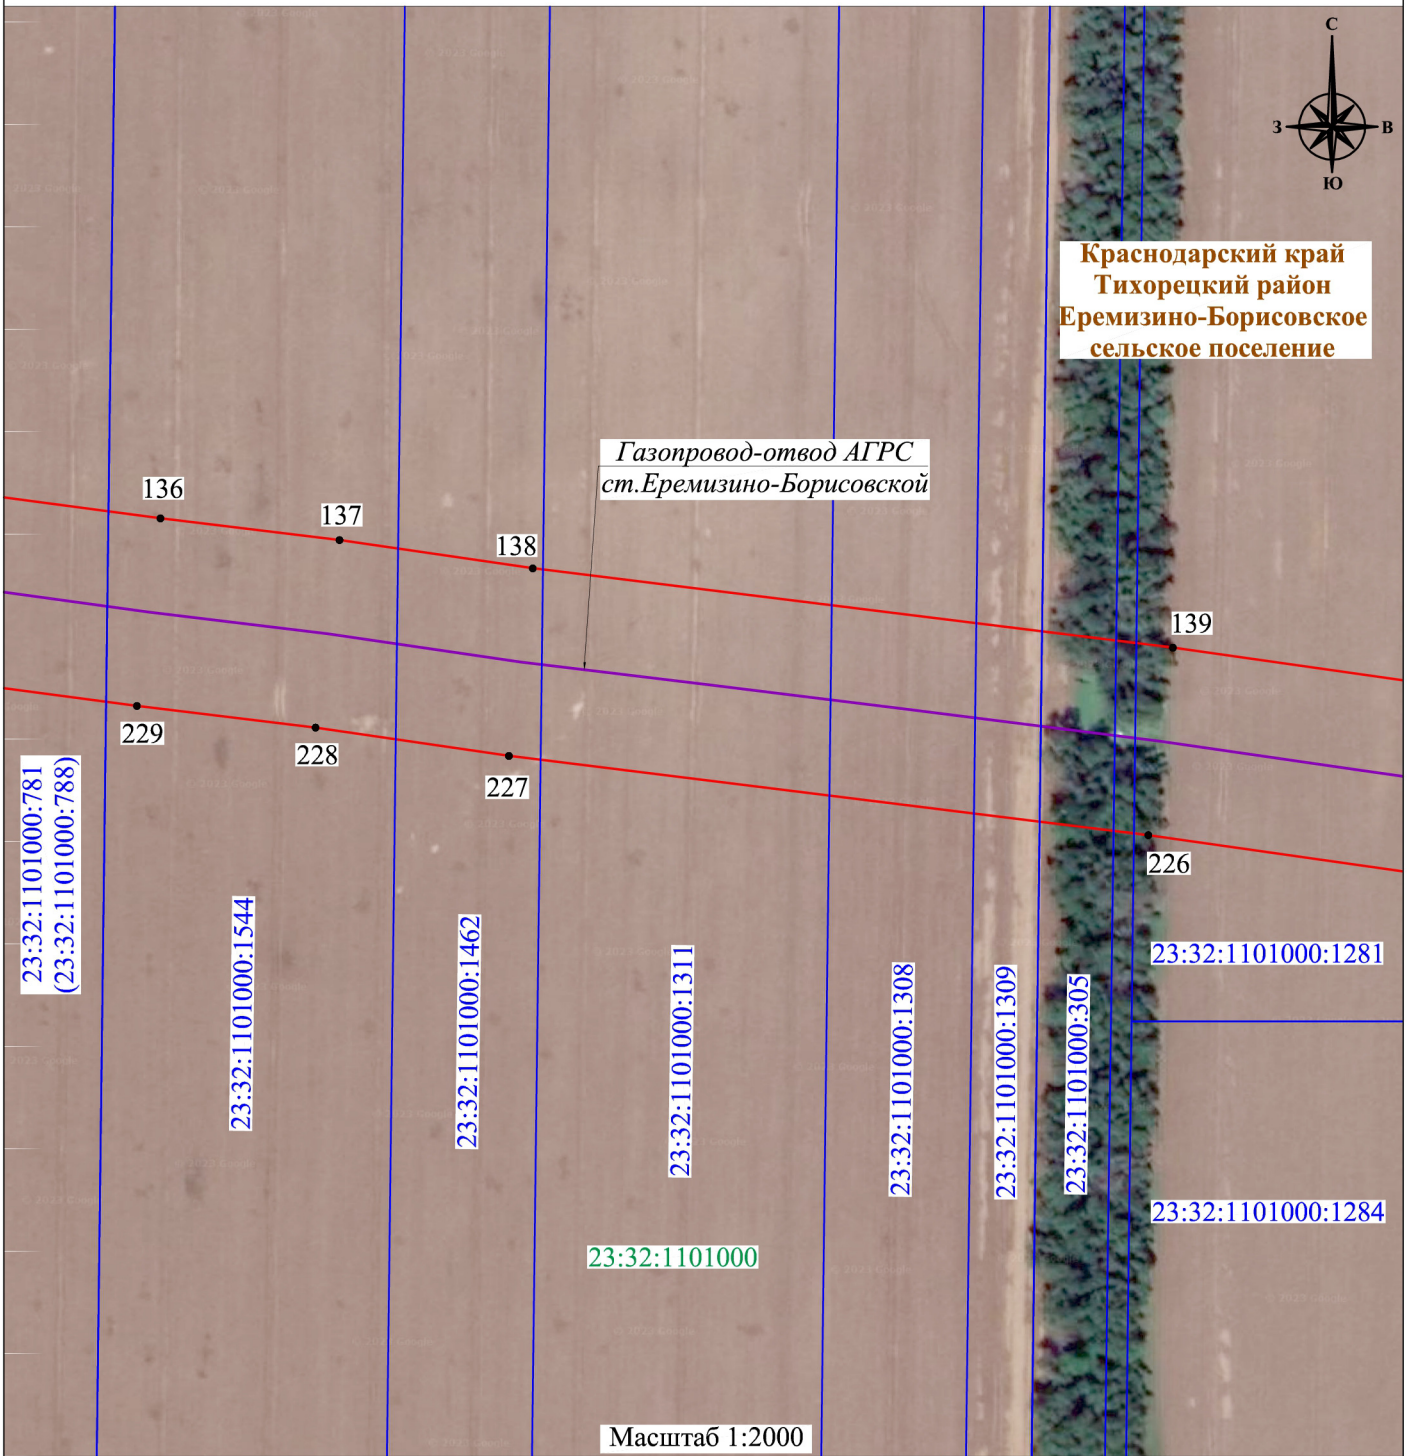 С
З
В
Ю
Краснодарский край
Тихорецкий район
Еремизино-Борисовское
сельское поселение
Газопровод-отвод АГРС
ст.Еремизино-Борисовской
136
137
138
139
229
228
227
226
23:32:1101000:781
(23:32:1101000:788)
23:32:1101000:1544
23:32:1101000:1462
23:32:1101000:1311
23:32:1101000:1308
23:32:1101000:1309
23:32:1101000:305
23:32:1101000:1281
23:32:1101000:1284
23:32:1101000
Масштаб 1:2000